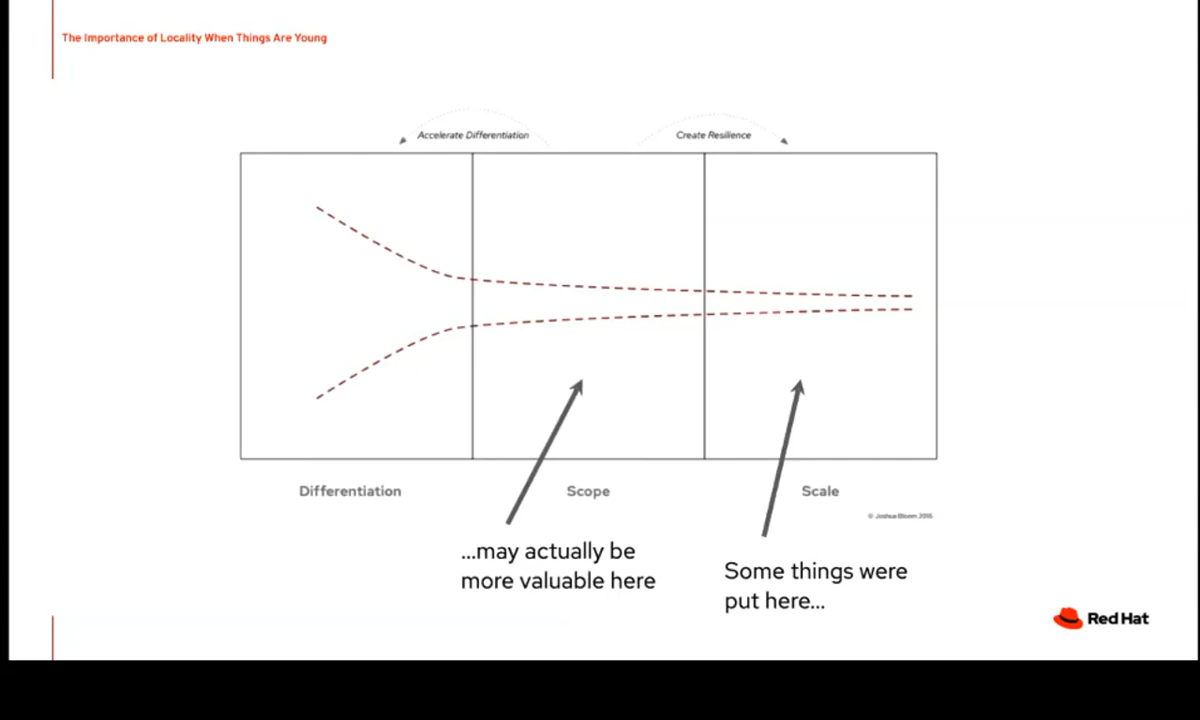 The Importance of Locality When Things Are Young
Accelerate Differentiation
Create Resilience
Differentiation
Scope
Scale
© Joshua Bloom 2016
...may actually be
more valuable here
Some things were
put here...
Red Hat